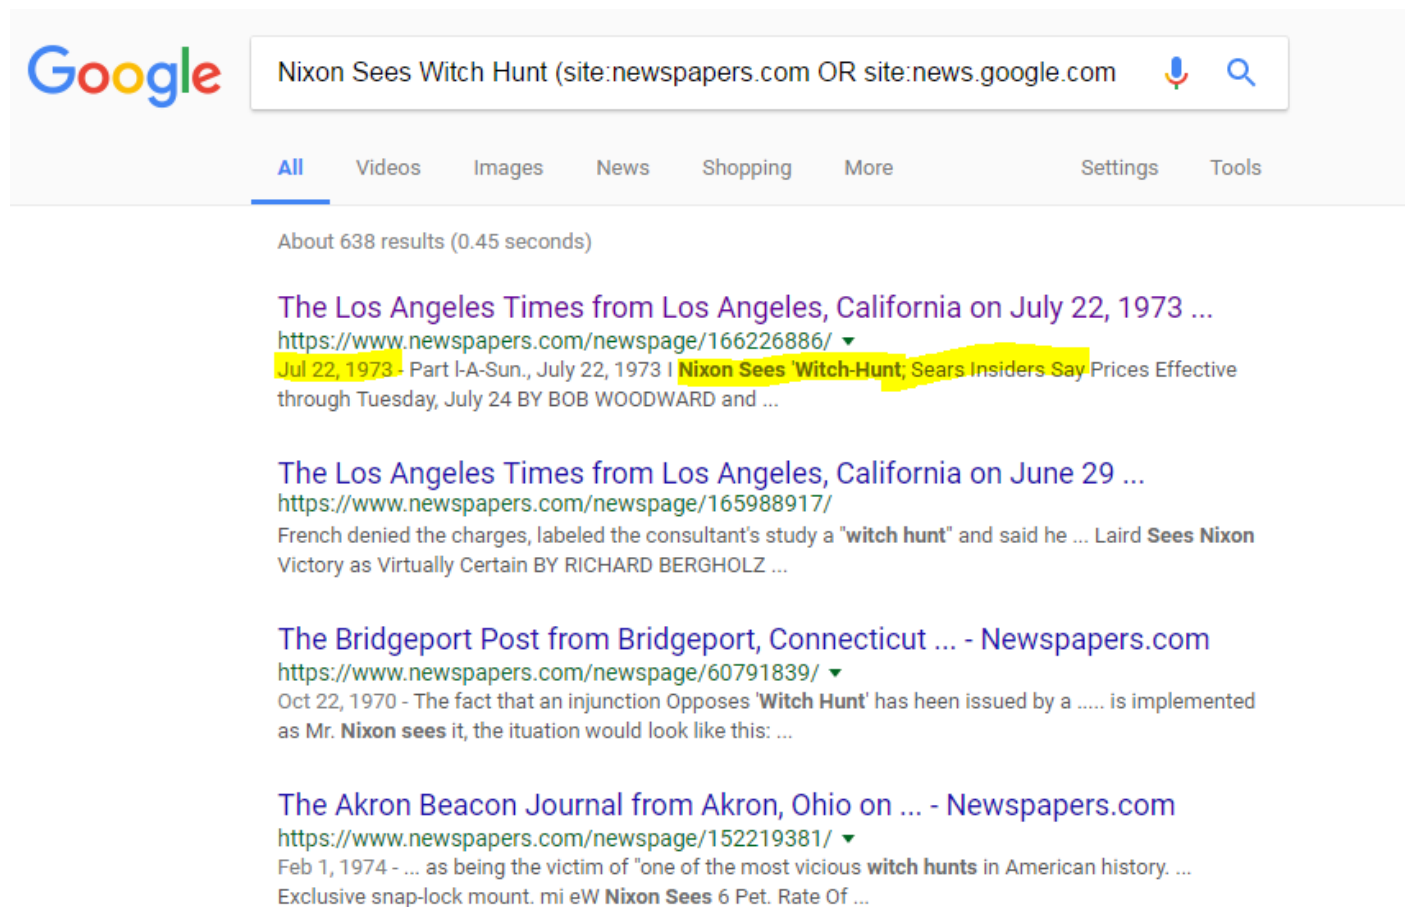 Google
Nixon Sees Witch Hunt (site:newspapers.com OR site:news.google.com
All Videos Images News Shopping More Settings Tools
About 638 results (0.45 seconds)
The Los Angeles Times from Los Angeles, California on July 22, 1973 ...
https://www.newspapers.com/newspage/166226886/
Jul 22, 1973 - Part l-A-Sun., July 22, 1973 I Nixon Sees 'Witch-Hunt; Sears Insiders Say Prices Effective
through Tuesday, July 24 BY BOB WOODWARD and ...
The Los Angeles Times from Los Angeles, California on June 29 ...
https://www.newspapers.com/newspage/165988917/
French denied the charges, labeled the consultant's study a "witch hunt" and said he ... Laird Sees Nixon
Victory as Virtually Certain BY RICHARD BERGHOLZ ...
The Bridgeport Post from Bridgeport, Connecticut ... - Newspapers.com
https://www.newspapers.com/newspage/60791839/
Oct 22, 1970 - The fact that an injunction Opposes 'Witch Hunt' has heen issued by a ..... is implemented
as Mr. Nixon sees it, the ituation would look like this: ...
The Akron Beacon Journal from Akron, Ohio on ... - Newspapers.com
https://www.newspapers.com/newspage/152219381/
Feb 1, 1974 - ... as being the victim of "one of the most vicious witch hunts in American history. ...
Exclusive snap-lock mount. mi eW Nixon Sees 6 Pet. Rate Of ...